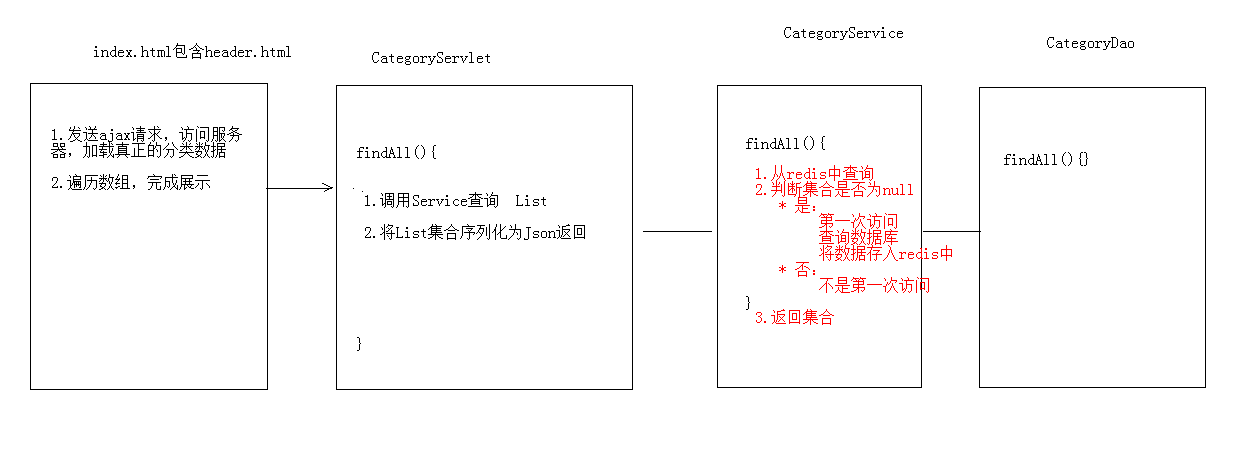 index.html包含header.html
CategoryServlet
CategoryService
CategoryDao
1.发送ajax请求，访问服务
器，加载真正的分类数据
2.遍历数组，完成展示
findAll(){
1.调用Service查询  List
2.将List集合序列化为Json返回
}
findAll(){
1.从redis中查询
2.判断集合是否为null
* 是：
第一次访问
查询数据库
将数据存入redis中
* 否：
不是第一次访问
}
3.返回集合
findAll(){}